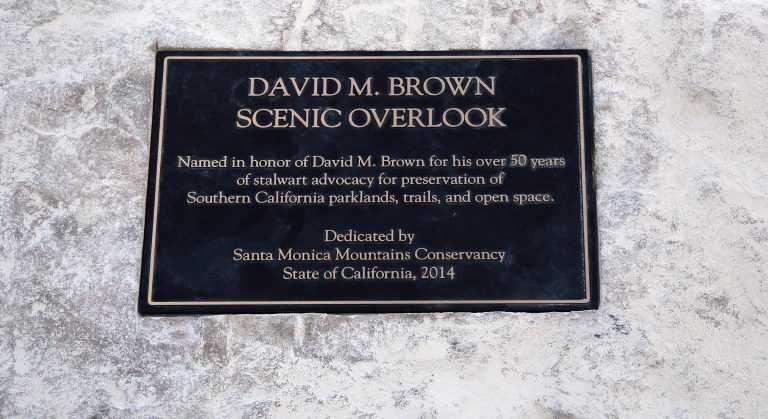 DAVID M. BROWN
SCENIC OVERLOOK
Named in honor of David M. Brown for his over 50 years
of stalwart advocacy for preservation of
Southern California parklands, trails, and open space.
Dedicated by
Santa Monica Mountains Conservancy
State of California, 2014